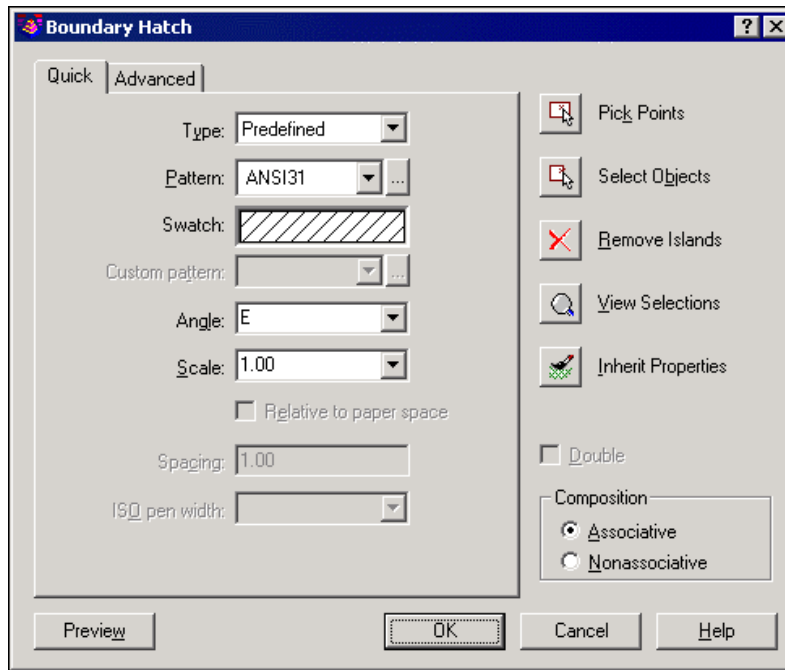 Boundary Hatch
Quick Advanced
Type: Predefined
Pattern: ANSI31 ...
Swatch:
Custom pattern: ...
Angle: E
Scale: 1.00
Relative to paper space
Spacing: 1.00
ISO pen width:
Pick Points
Select Objects
Remove Islands
View Selections
Inherit Properties
Double
Composition
Associative
Nonassociative
Preview OK Cancel Help